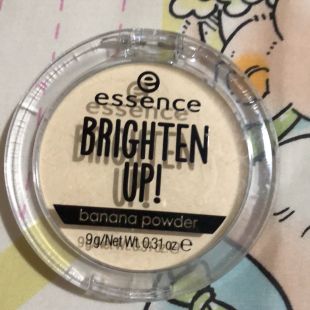 essence
BRIGHTEN
UP!
banana powder
9g/Net Wt. 0.31 oz ℮